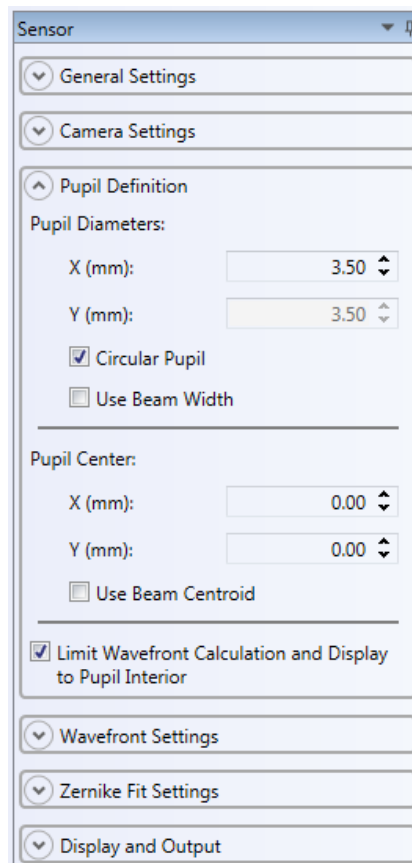 Sensor
General Settings
Camera Settings
Pupil Definition
Pupil Diameters:
X (mm): 3.50
Y (mm): 3.50
Circular Pupil
Use Beam Width
Pupil Center:
X (mm): 0.00
Y (mm): 0.00
Use Beam Centroid
Limit Wavefront Calculation and Display
to Pupil Interior
Wavefront Settings
Zernike Fit Settings
Display and Output